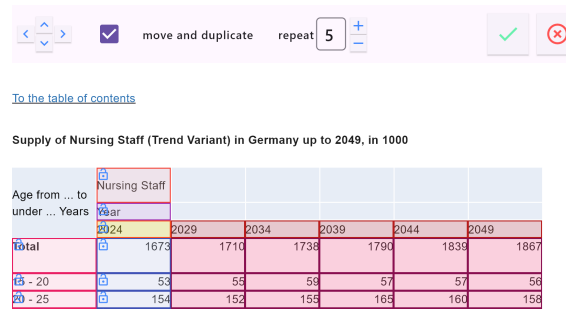 move and duplicate repeat 5
To the table of contents
Supply of Nursing Staff (Trend Variant) in Germany up to 2049, in 1000
Age from ... to under ... Years
Nursing Staff
Year
2024 2029 2034 2039 2044 2049
Total 1673 1710 1738 1790 1839 1867
15 - 20 53 55 59 57 57 56
20 - 25 154 152 155 165 160 158